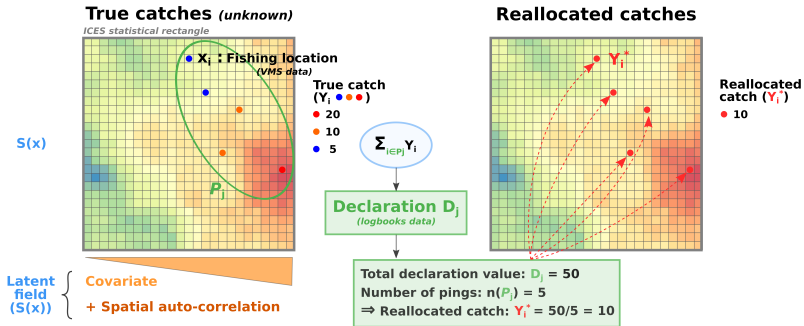 True catches (unknown)
ICES statistical rectangle
xi : Fishing location
(VMS data)
Pj
S(x)
Latent
field
(S(x))
Covariate
+ Spatial auto-correlation
True catch
(Yi )
20
10
5
Σi∈Pj Yi
Declaration Dj
(logbooks data)
Total declaration value: Dj = 50
Number of pings: n(Pj) = 5
⇒ Reallocated catch: Yi* = 50/5 = 10
Reallocated catches
Yi*
Reallocated
catch (Yi*)
10